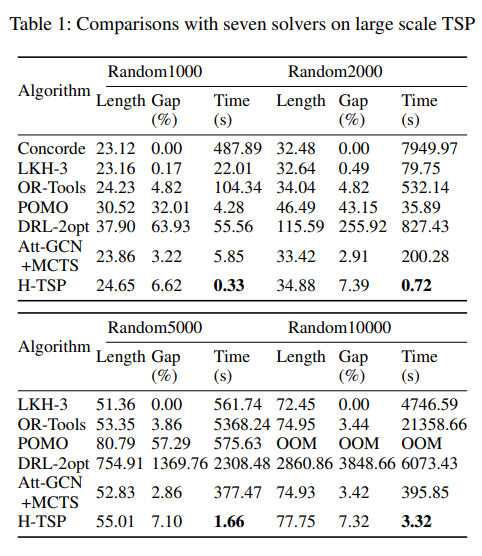 Table 1: Comparisons with seven solvers on large scale TSP
Algorithm Random1000 Random2000
Length Gap (%) Time (s) Length Gap (%) Time (s)
Concorde 23.12 0.00 487.89 32.48 0.00 7949.97
LKH-3 23.16 0.17 22.01 32.64 0.49 79.75
OR-Tools 24.23 4.82 104.34 34.04 4.82 532.14
POMO 30.52 32.01 4.28 46.49 43.15 35.89
DRL-2opt 37.90 63.93 55.56 115.59 255.92 827.43
Att-GCN +MCTS 23.86 3.22 5.85 33.42 2.91 200.28
H-TSP 24.65 6.62 0.33 34.88 7.39 0.72
Algorithm Random5000 Random10000
Length Gap (%) Time (s) Length Gap (%) Time (s)
LKH-3 51.36 0.00 561.74 72.45 0.00 4746.59
OR-Tools 53.35 3.86 5368.24 74.95 3.44 21358.66
POMO 80.79 57.29 575.63 OOM OOM OOM
DRL-2opt 754.91 1369.76 2308.48 2860.86 3848.66 6073.43
Att-GCN +MCTS 52.83 2.86 377.47 74.93 3.42 395.85
H-TSP 55.01 7.10 1.66 77.75 7.32 3.32